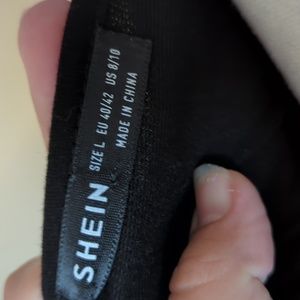 SHEIN
SIZE L EU 40/42 US 8/10
MADE IN CHINA